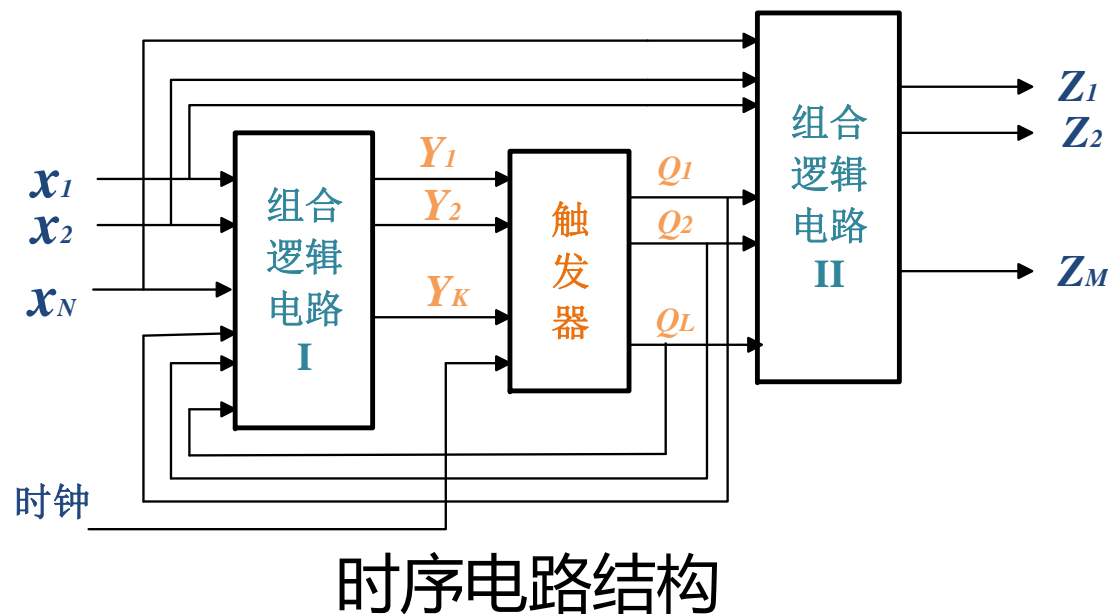 x1
x2
xN
时钟
组合
逻辑
电路
I
Y1
Y2
YK
触
发
器
Q1
Q2
QL
组合
逻辑
电路
II
Z1
Z2
ZM
时序电路结构